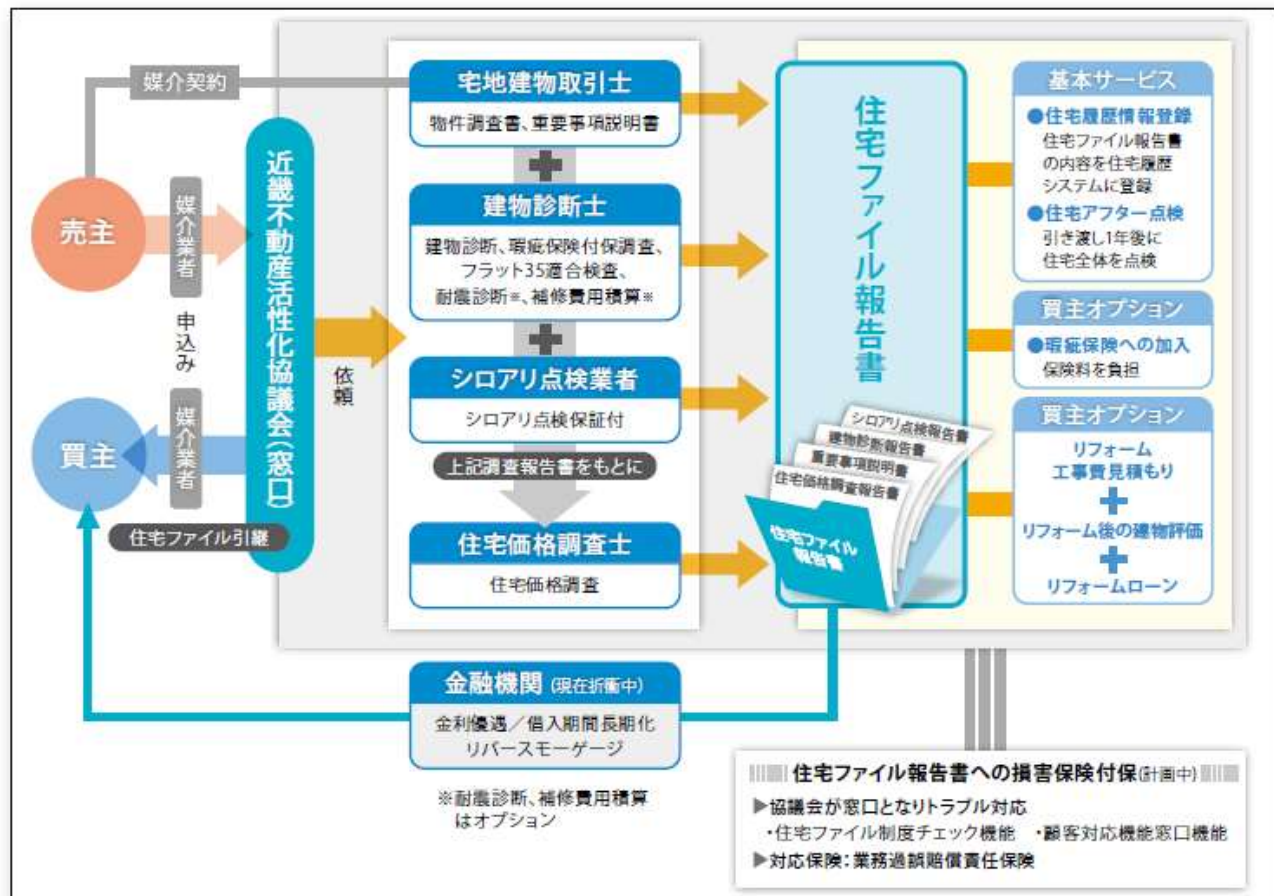 媒介契約
売主
媒介業者
申込み
買主
媒介業者
住宅ファイル引継
近畿不動産活性化協議会(窓口)
依頼
宅地建物取引士
物件調査書、重要事項説明書
+
建物診断士
建物診断、瑕疵保険付保調査、
フラット35適合検査、
耐震診断※、補修費用積算※
+
シロアリ点検業者
シロアリ点検保証付
上記調査報告書をもとに
住宅価格調査士
住宅価格調査
住宅ファイル報告書
シロアリ点検報告書
建物診断報告書
重要事項説明書
住宅価格調査報告書
住宅ファイル
報告書
基本サービス
●住宅履歴情報登録
住宅ファイル報告書
の内容を住宅履歴
システムに登録
●住宅アフター点検
引き渡し1年後に
住宅全体を点検
買主オプション
●瑕疵保険への加入
保険料を負担
買主オプション
リフォーム
工事費見積もり
+
リフォーム後の建物評価
+
リフォームローン
金融機関(現在折衝中)
金利優遇/借入期間長期化
リバースモーゲージ
※耐震診断、補修費用積算
はオプション
住宅ファイル報告書への損害保険付保(計画中)
▶協議会が窓口となりトラブル対応
・住宅ファイル制度チェック機能 ・顧客対応機能窓口機能
▶対応保険:業務過誤賠償責任保険